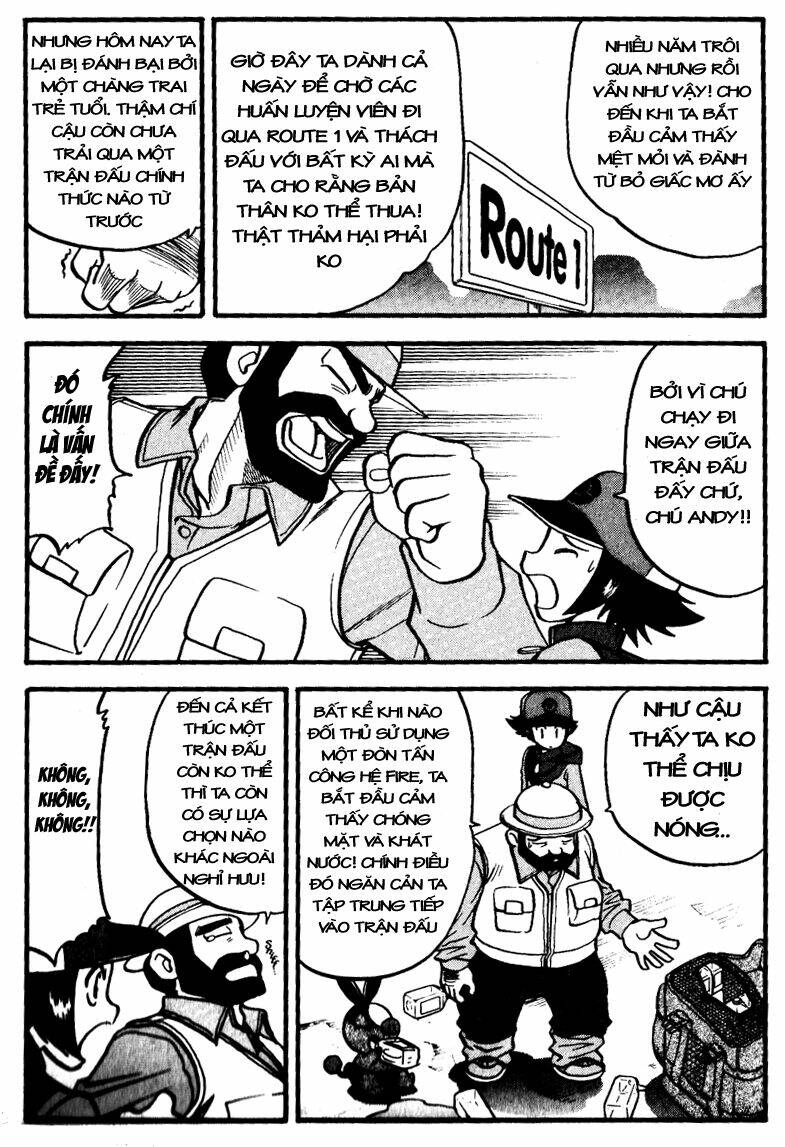 NHIỀU NĂM TRÔI
QUA NHƯNG RỒI
VẪN NHƯ VẬY! CHO
ĐẾN KHI TA BẮT
ĐẦU CẢM THẤY
MỆT MỎI VÀ ĐÀNH
TỪ BỎ GIẤC MƠ ẤY
Route 1
GIỜ ĐÂY TA DÀNH CẢ
NGÀY ĐỂ CHỜ CÁC
HUẤN LUYỆN VIÊN ĐI
QUA ROUTE 1 VÀ THÁCH
ĐẤU VỚI BẤT KỲ AI MÀ
TA CHO RẰNG BẢN
THÂN KO THỂ THUA!
THẬT THẢM HẠI PHẢI
KO
NHƯNG HÔM NAY TA
LẠI BỊ ĐÁNH BẠI BỞI
MỘT CHÀNG TRAI
TRẺ TUỔI. THẬM CHÍ
CẬU CÒN CHƯA
TRẢI QUA MỘT
TRẬN ĐẤU CHÍNH
THỨC NÀO TỪ
TRƯỚC
BỞI VÌ CHÚ
CHẠY ĐI
NGAY GIỮA
TRẬN ĐẤU
ĐẤY CHỨ,
CHÚ ANDY!!
ĐÓ
CHÍNH
LÀ VẤN
ĐỀ ĐẤY!
NHƯ CẬU
THẤY TA KO
THỂ CHỊU
ĐƯỢC
NÓNG...
BẤT KỂ KHI NÀO
ĐỐI THỦ SỬ DỤNG
MỘT ĐÒN TẤN
CÔNG HỆ FIRE, TA
BẮT ĐẦU CẢM
THẤY CHÓNG
MẶT VÀ KHÁT
NƯỚC! CHÍNH ĐIỀU
ĐÓ NGĂN CẢN TA
TẬP TRUNG TIẾP
VÀO TRẬN ĐẤU
ĐẾN CẢ KẾT
THÚC MỘT
TRẬN ĐẤU
CÒN KO THỂ
THÌ TA CÒN
CÓ SỰ LỰA
CHỌN NÀO
KHÁC NGOÀI
NGHỈ HƯU!
KHÔNG,
KHÔNG,
KHÔNG!!